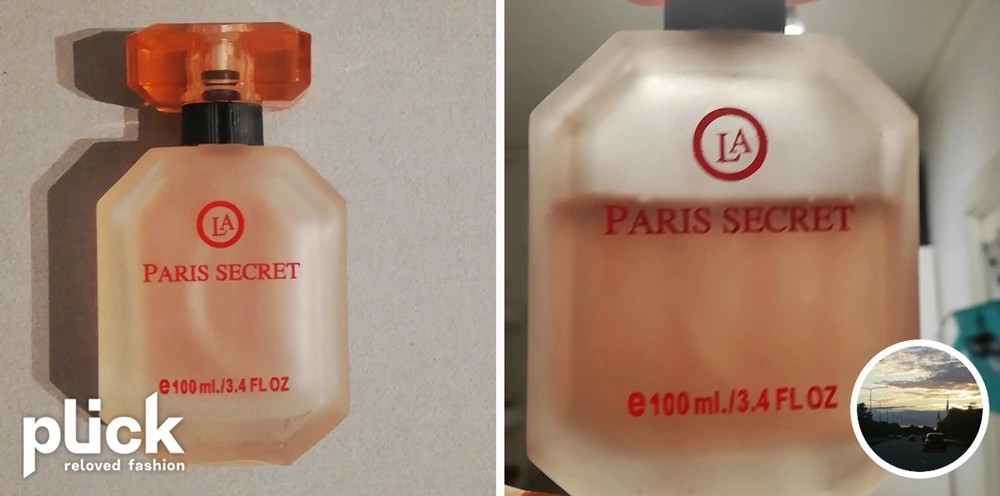 LA
PARIS SECRET
e100 ml./3.4 FL OZ
plick
reloved fashion
LA
PARIS SECRET
e100 ml./3.4 FL OZ